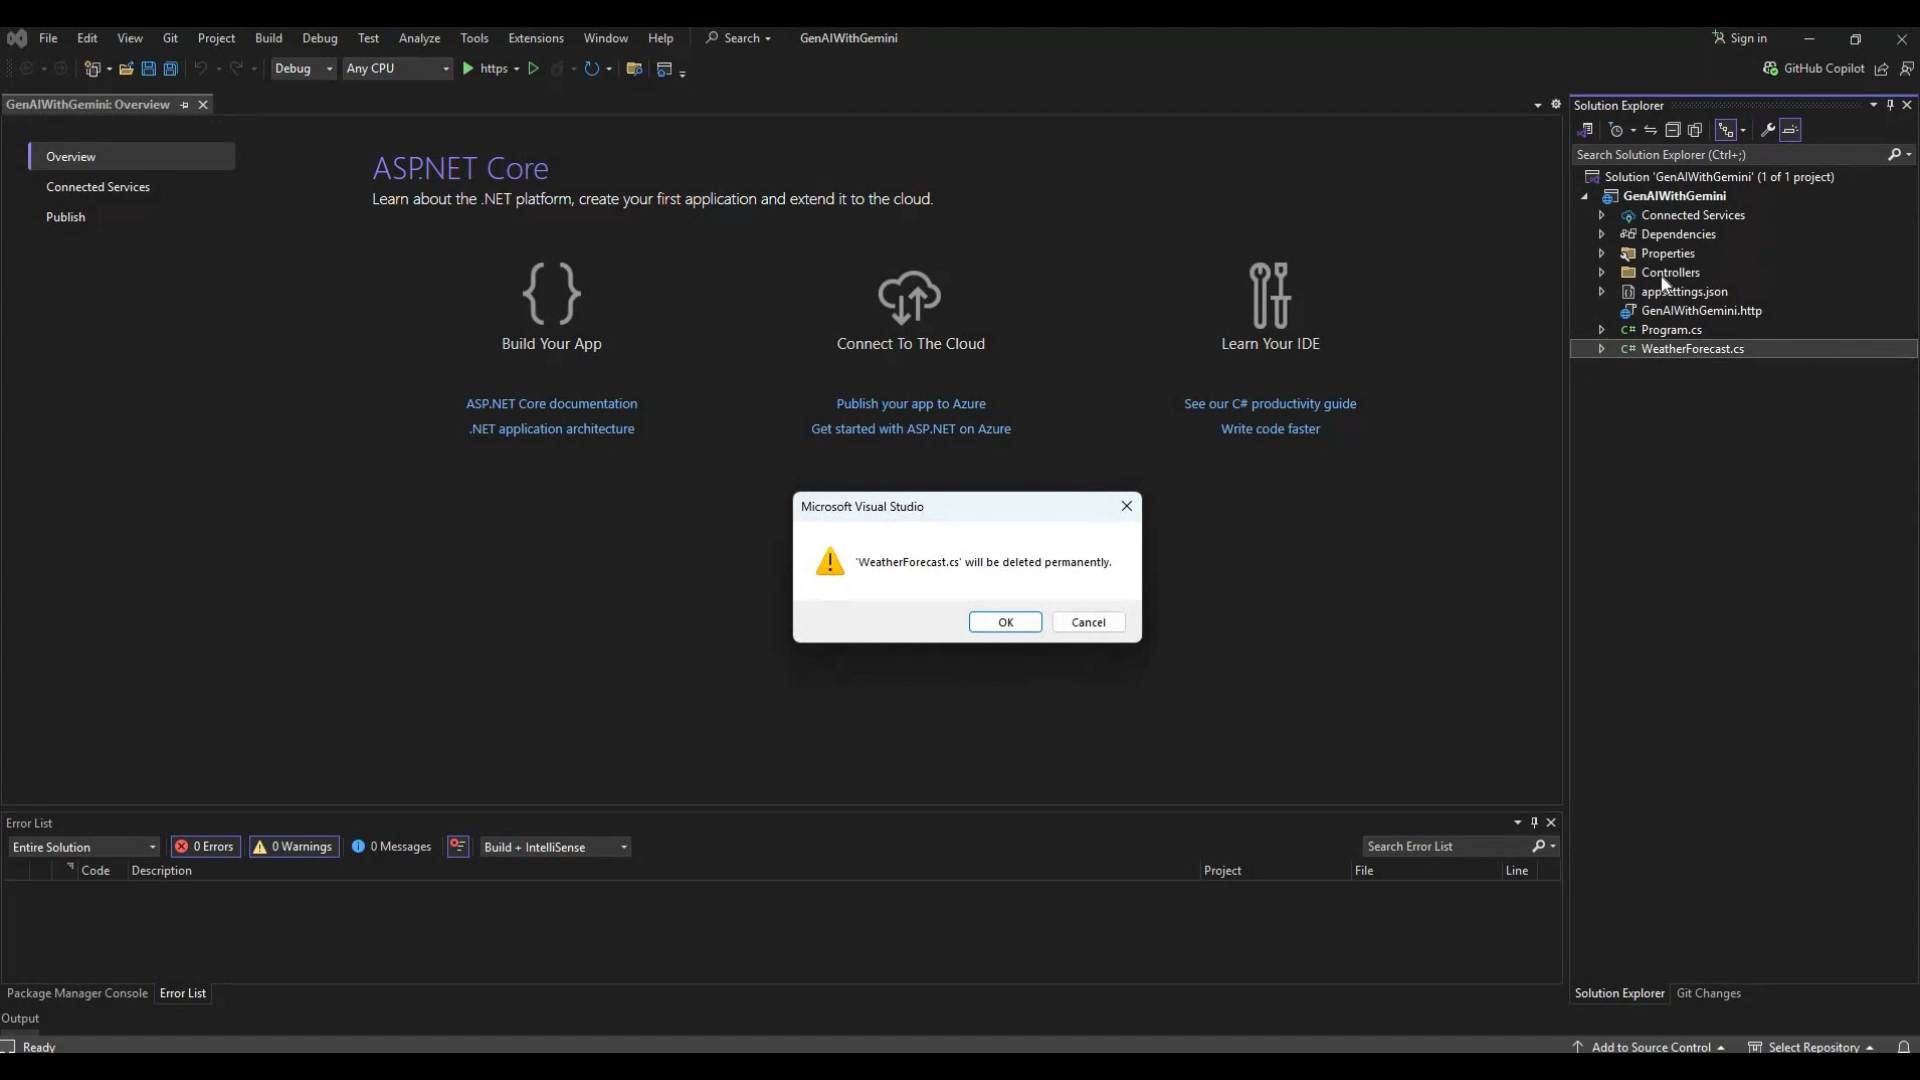 File Edit View Git Project Build Debug Test Analyze Tools Extensions Window Help Search GenAIWithGemini Sign in
Debug Any CPU https GitHub Copilot
GenAIWithGemini: Overview
Overview
Connected Services
Publish
ASP.NET Core
Learn about the .NET platform, create your first application and extend it to the cloud.
Build Your App
ASP.NET Core documentation
.NET application architecture
Connect To The Cloud
Publish your app to Azure
Get started with ASP.NET on Azure
Learn Your IDE
See our C# productivity guide
Write code faster
Microsoft Visual Studio
'WeatherForecast.cs' will be deleted permanently.
OK Cancel
Solution Explorer
Search Solution Explorer (Ctrl+;)
Solution 'GenAIWithGemini' (1 of 1 project)
GenAIWithGemini
Connected Services
Dependencies
Properties
Controllers
appsettings.json
GenAIWithGemini.http
C# Program.cs
C# WeatherForecast.cs
Error List
Entire Solution 0 Errors 0 Warnings 0 Messages Build + IntelliSense Search Error List
Code Description Project File Line
Package Manager Console Error List
Solution Explorer Git Changes
Output
Ready Add to Source Control Select Repository